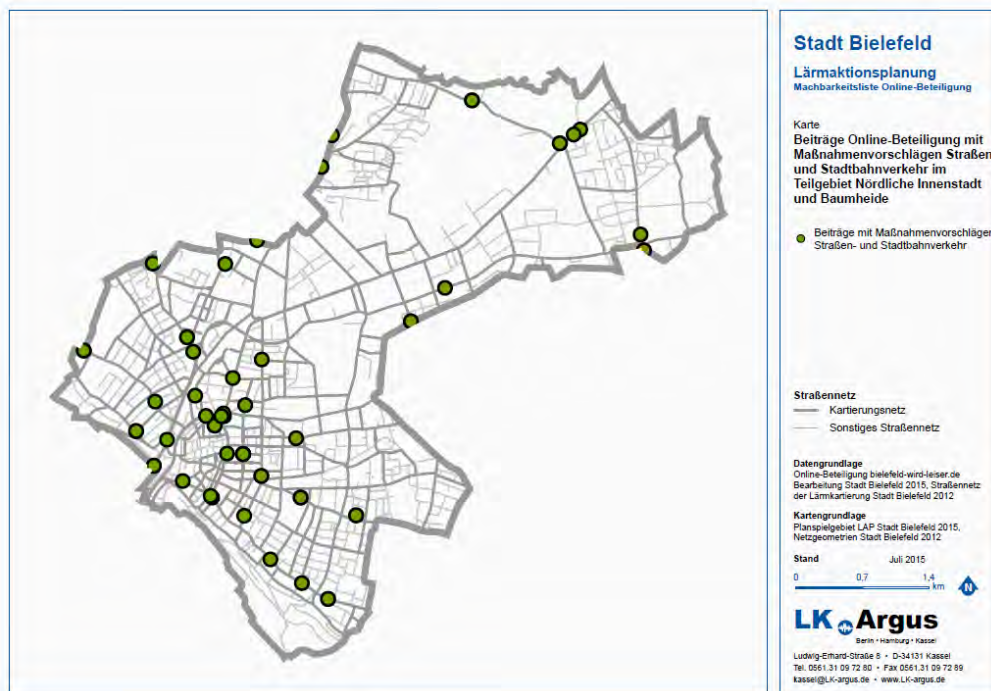 Stadt Bielefeld
Lärmaktionsplanung
Machbarkeitsliste Online-Beteiligung
Karte
Beiträge Online-Beteiligung mit
Maßnahmenvorschlägen Straßen
und Stadtbahnverkehr im
Teilgebiet Nördliche Innenstadt
und Baumheide
Beiträge mit Maßnahmenvorschlägen
Straßen- und Stadtbahnverkehr
Straßennetz
Kartierungsnetz
Sonstiges Straßennetz
Datengrundlage
Online-Beteiligung bielefeld-wird-leiser.de
Bearbeitung Stadt Bielefeld 2015, Straßennetz
der Lärmkartierung Stadt Bielefeld 2012
Kartengrundlage
Planspielgebiet LAP Stadt Bielefeld 2015,
Netzgeometrien Stadt Bielefeld 2012
Stand Juli 2015
0 0,7 1,4
km
N
LK Argus
Berlin • Hamburg • Kassel
Ludwig-Erhard-Straße 8 • D-34131 Kassel
Tel. 0561.31 09 72 80 • Fax 0561.31 09 72 89
kassel@LK-argus.de • www.LK-argus.de